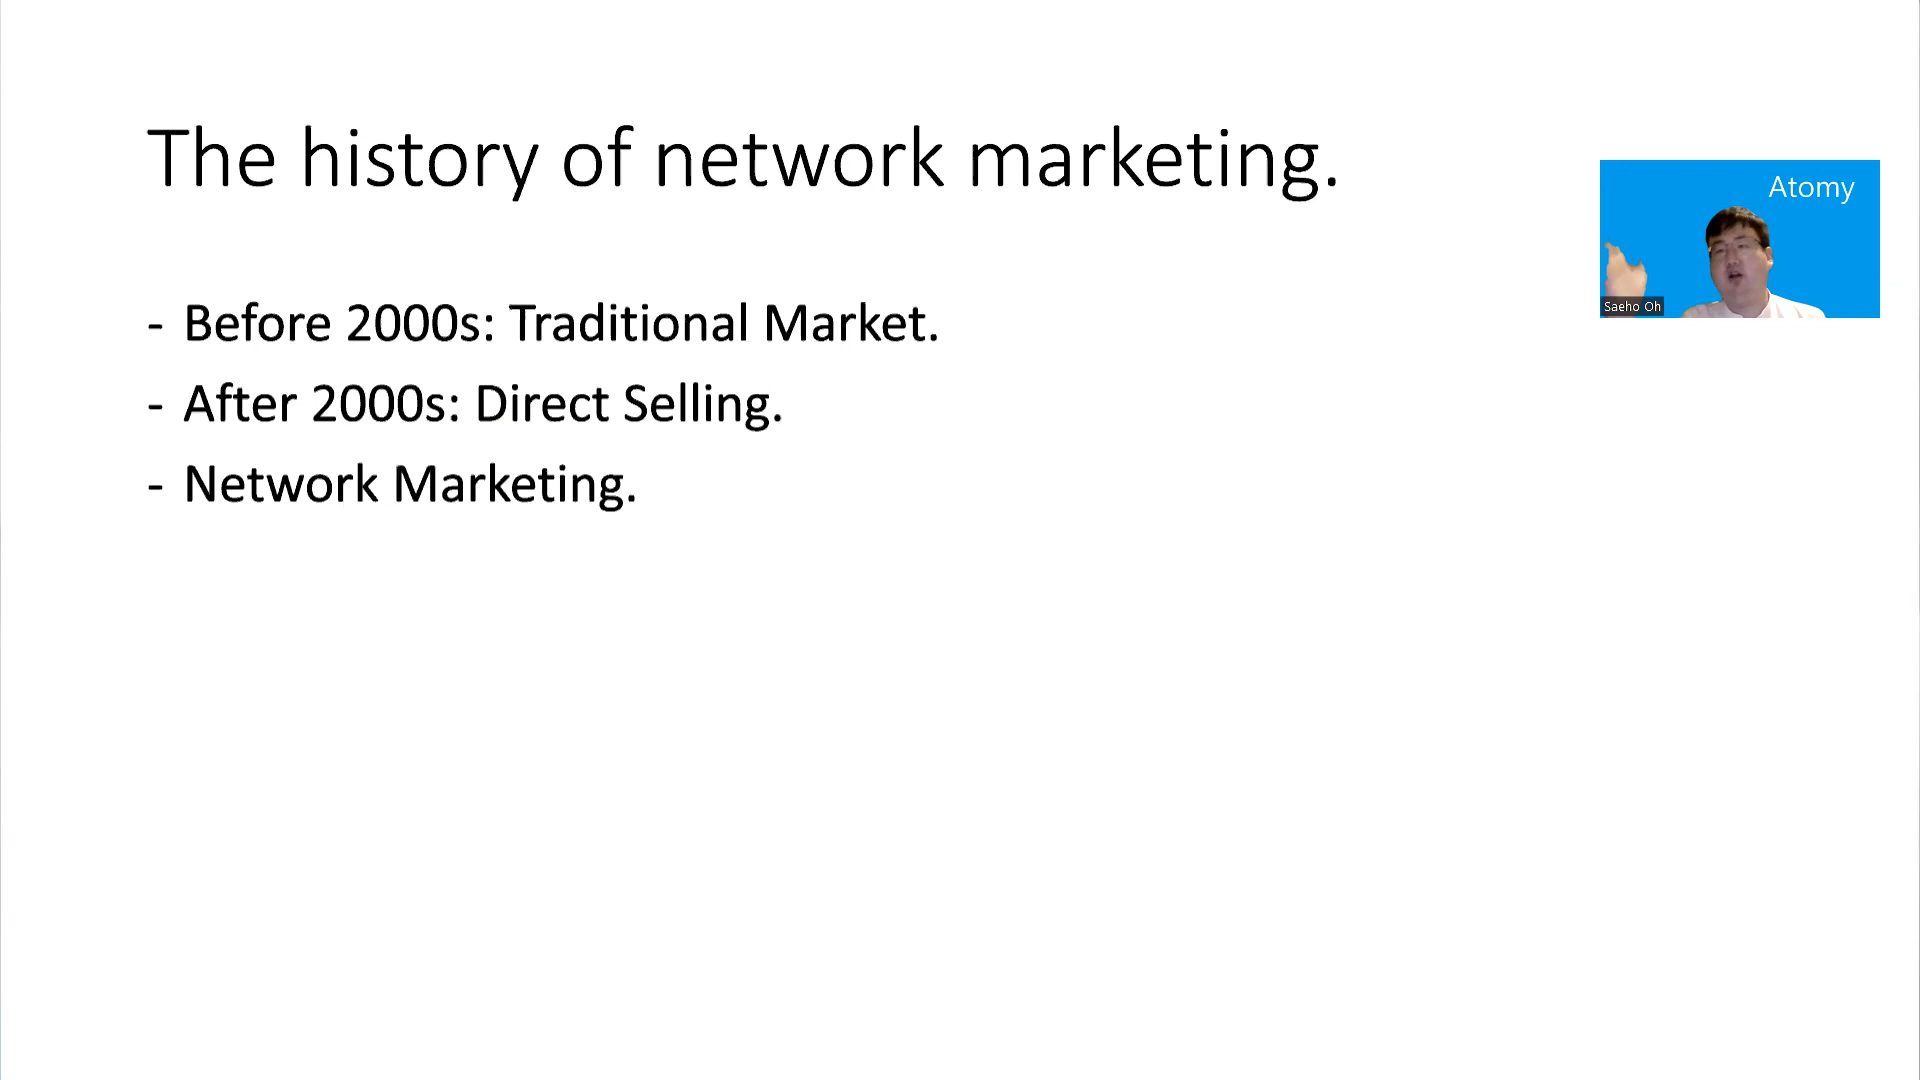 The history of network marketing.
Atomy
Saeho Oh
- Before 2000s: Traditional Market.
- After 2000s: Direct Selling.
- Network Marketing.